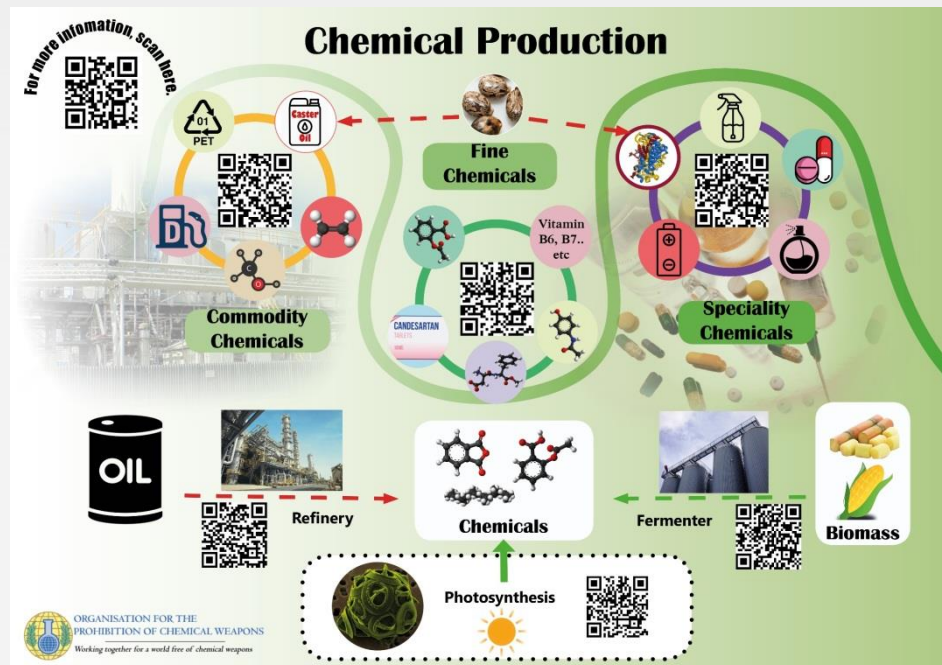 Chemical Production
For more infomation, scan here.
01
PET
Caster
Oil
D
Commodity
Chemicals
Fine
Chemicals
Vitamin
B6, B7..
etc
CANDESARTAN
TABLETS
Speciality
Chemicals
OIL
Refinery
Chemicals
Fermenter
Biomass
Photosynthesis
ORGANISATION FOR THE
PROHIBITION OF CHEMICAL WEAPONS
Working together for a world free of chemical weapons